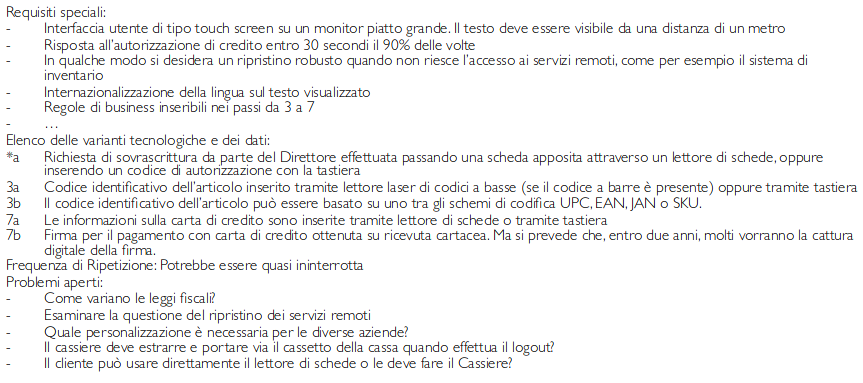 Requisiti speciali:
- Interfaccia utente di tipo touch screen su un monitor piatto grande. Il testo deve essere visibile da una distanza di un metro
- Risposta all'autorizzazione di credito entro 30 secondi il 90% delle volte
- In qualche modo si desidera un ripristino robusto quando non riesce l'accesso ai servizi remoti, come per esempio il sistema di
inventario
- Internazionalizzazione della lingua sul testo visualizzato
- Regole di business inseribili nei passi da 3 a 7
- …
Elenco delle varianti tecnologiche e dei dati:
*a Richiesta di sovrascrittura da parte del Direttore effettuata passando una scheda apposita attraverso un lettore di schede, oppure
inserendo un codice di autorizzazione con la tastiera
3a Codice identificativo dell'articolo inserito tramite lettore laser di codici a basse (se il codice a barre è presente) oppure tramite tastiera
3b Il codice identificativo dell'articolo può essere basato su uno tra gli schemi di codifica UPC, EAN, JAN o SKU.
7a Le informazioni sulla carta di credito sono inserite tramite lettore di schede o tramite tastiera
7b Firma per il pagamento con carta di credito ottenuta su ricevuta cartacea. Ma si prevede che, entro due anni, molti vorranno la cattura
digitale della firma.
Frequenza di Ripetizione: Potrebbe essere quasi ininterrotta
Problemi aperti:
- Come variano le leggi fiscali?
- Esaminare la questione del ripristino dei servizi remoti
- Quale personalizzazione è necessaria per le diverse aziende?
- Il cassiere deve estrarre e portare via il cassetto della cassa quando effettua il logout?
- Il cliente può usare direttamente il lettore di schede o le deve fare il Cassiere?